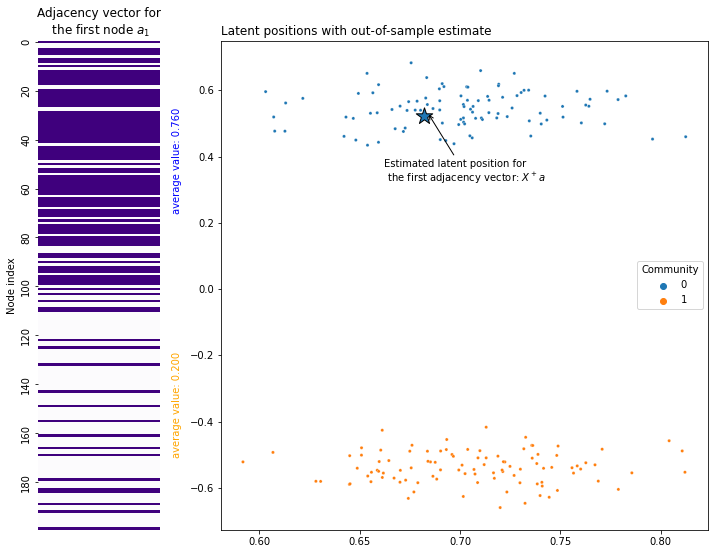 Adjacency vector for
the first node a₁
Latent positions with out-of-sample estimate
0
20
40
60
80
100
120
140
160
180
Node index
average value: 0.760
average value: 0.200
0.6
0.4
0.2
0.0
−0.2
−0.4
−0.6
Estimated latent position for
the first adjacency vector: X⁺a
Community
0
1
0.60
0.65
0.70
0.75
0.80